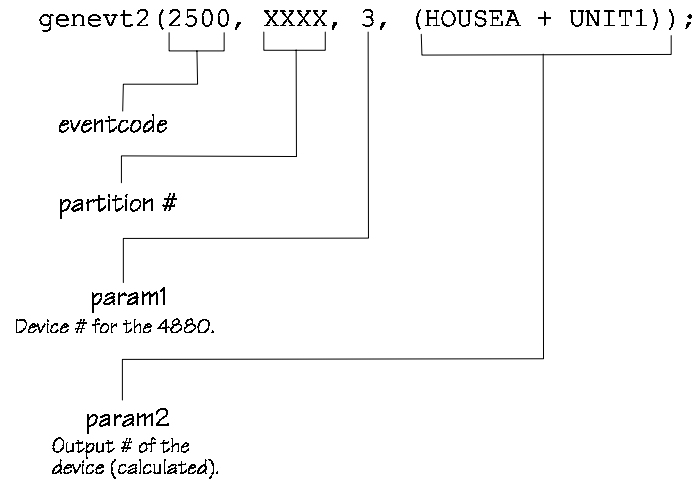 genevt2(2500, XXXX, 3, (HOUSEA + UNIT1));
eventcode
partition #
param1
Device # for the 4880.
param2
Output # of the
device (calculated).